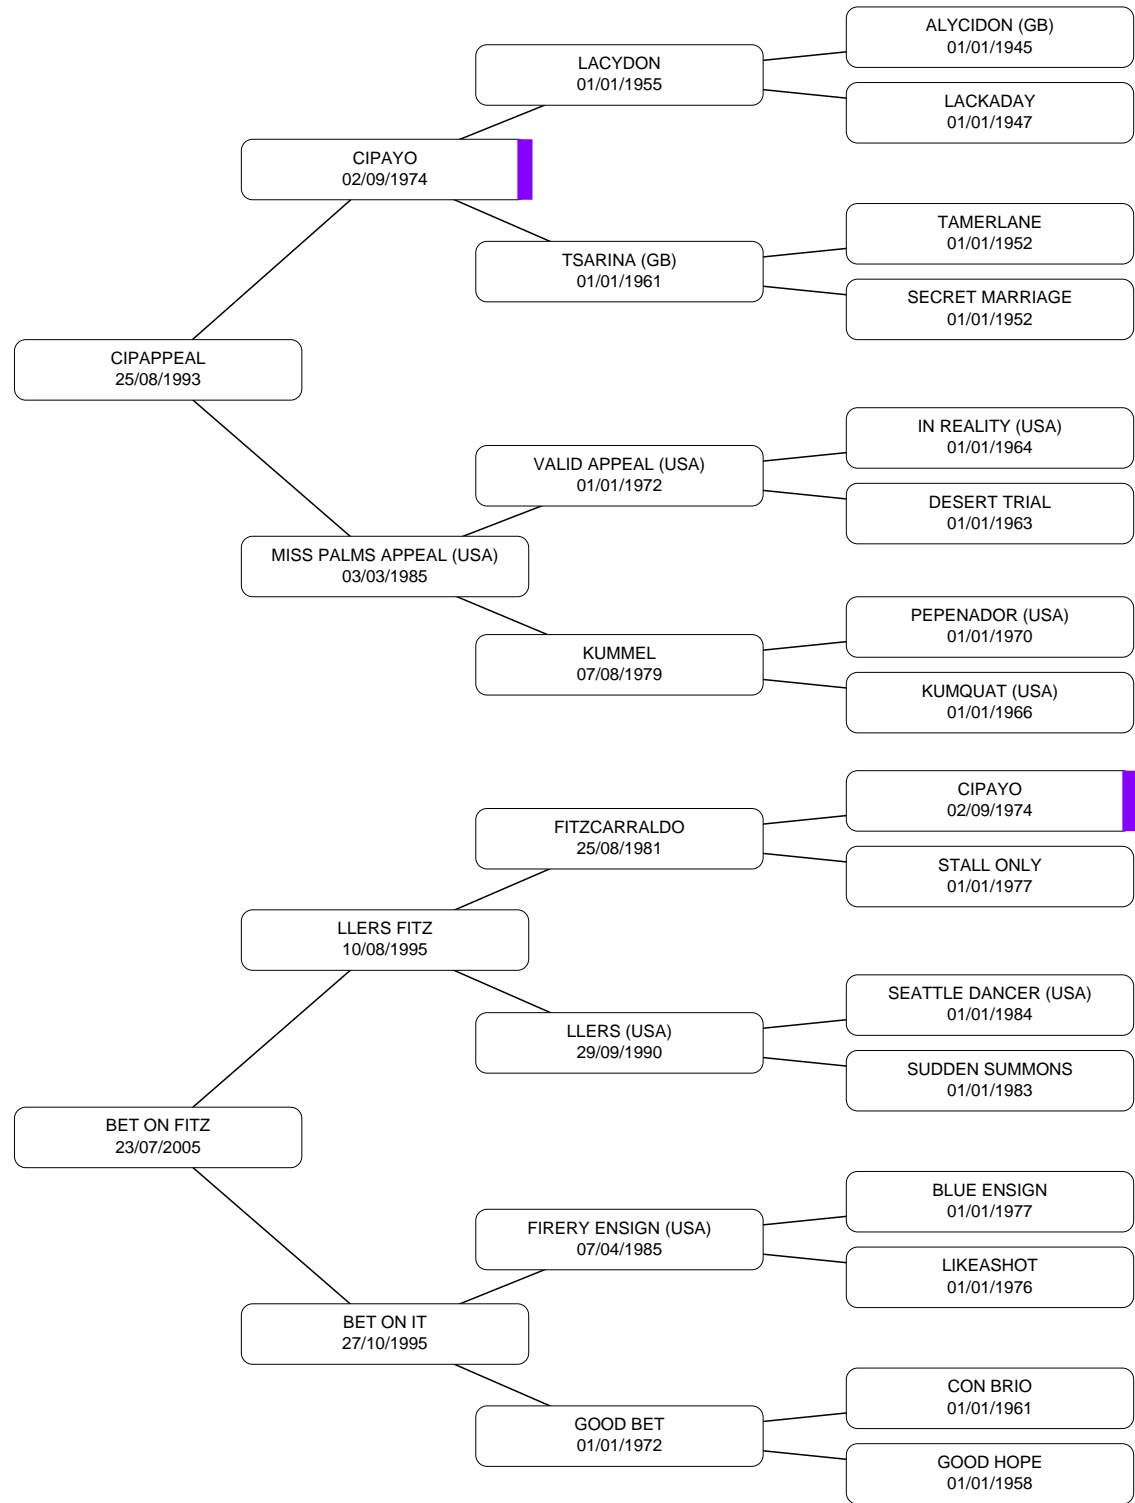 ALYCIDON (GB)
01/01/1945
LACYDON
01/01/1955
LACKADAY
01/01/1947
CIPAYO
02/09/1974
TAMERLANE
01/01/1952
TSARINA (GB)
01/01/1961
SECRET MARRIAGE
01/01/1952
CIPAPPEAL
25/08/1993
IN REALITY (USA)
01/01/1964
VALID APPEAL (USA)
01/01/1972
DESERT TRIAL
01/01/1963
MISS PALMS APPEAL (USA)
03/03/1985
PEPENADOR (USA)
01/01/1970
KUMMEL
07/08/1979
KUMQUAT (USA)
01/01/1966
CIPAYO
02/09/1974
FITZCARRALDO
25/08/1981
STALL ONLY
01/01/1977
LLERS FITZ
10/08/1995
SEATTLE DANCER (USA)
01/01/1984
LLERS (USA)
29/09/1990
SUDDEN SUMMONS
01/01/1983
BET ON FITZ
23/07/2005
BLUE ENSIGN
01/01/1977
FIRERY ENSIGN (USA)
07/04/1985
LIKEASHOT
01/01/1976
BET ON IT
27/10/1995
CON BRIO
01/01/1961
GOOD BET
01/01/1972
GOOD HOPE
01/01/1958